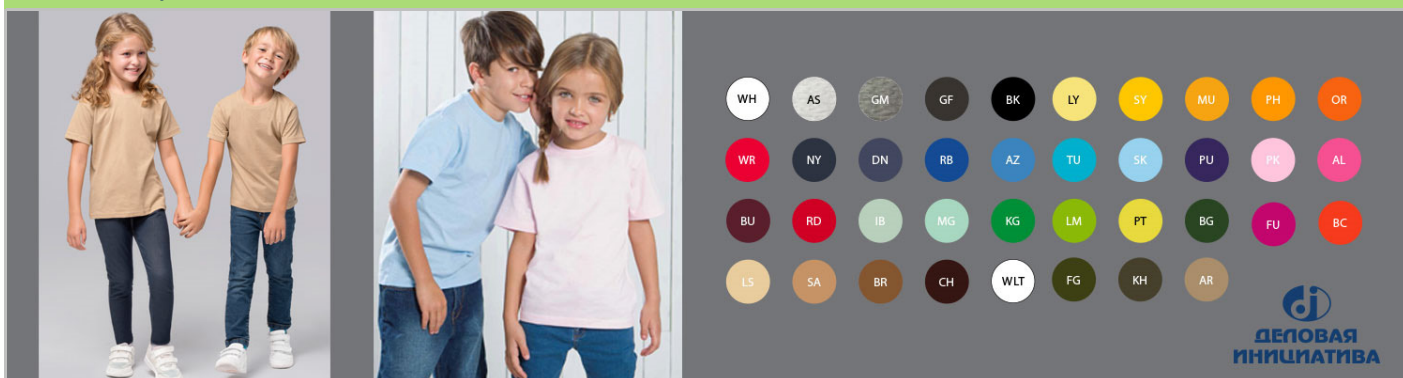 WH AS GM GF BK LY SY MU PH OR
WR NY DN RB AZ TU SK PU PK AL
BU RD IB MG KG LM PT BG FU BC
LS SA BR CH WLT FG KH AR
ДЕЛОВАЯ
ИНИЦИАТИВА